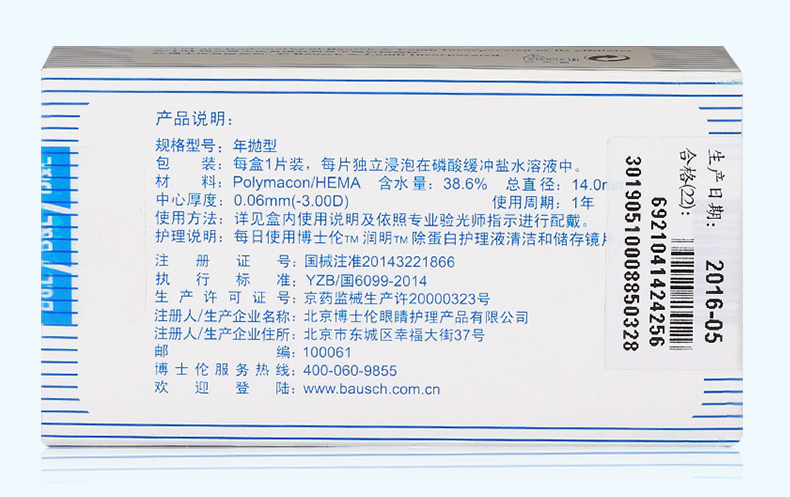 产品说明：
规格型号：年抛型
包装：每盒1片装，每片独立浸泡在磷酸缓冲盐水溶液中。
材料：Polymacon/HEMA 含水量：38.6% 总直径：14.0m
中心厚度：0.06mm(-3.00D) 使用周期：1年
使用方法：详见盒内使用说明及依照专业验光师指示进行配戴。
护理说明：每日使用博士伦TM 润明TM 除蛋白护理液清洁和储存镜片
注册证号：国械注准20143221866
执行标准：YZB/国6099-2014
生产许可证号：京药监械生产许20000323号
注册人/生产企业名称：北京博士伦眼睛护理产品有限公司
注册人/生产企业住所：北京市东城区幸福大街37号
邮编：100061
博士伦服务热线：400-060-9855
欢迎登陆：www.bausch.com.cn
生产日期： 2016-05
合格(22)：
6921041424256
30190510008850328